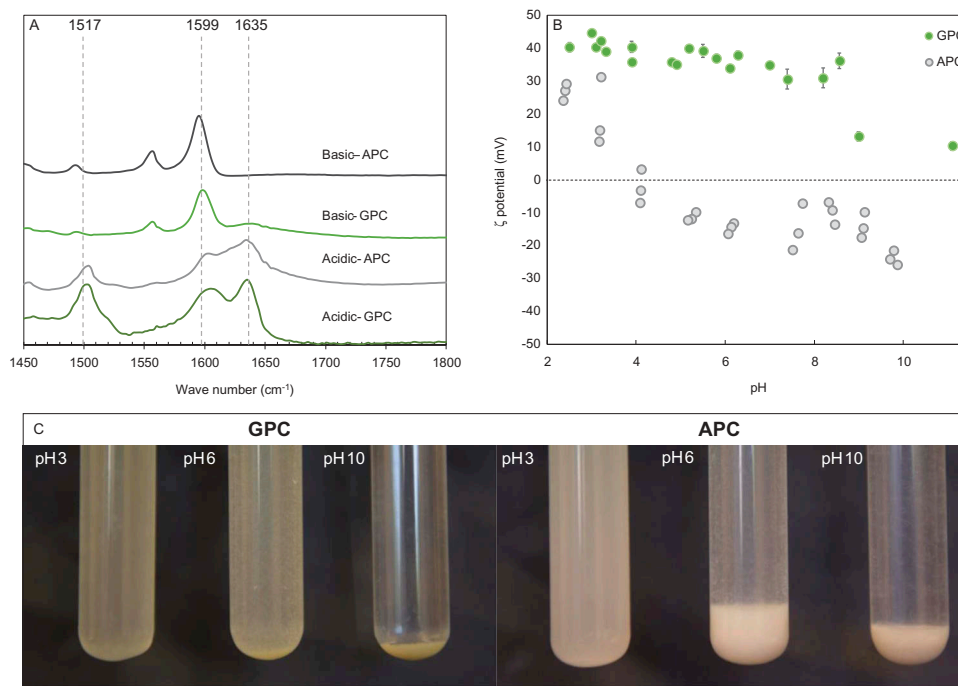 A
1517 1599 1635
Basic–APC
Basic-GPC
Acidic-APC
Acidic-GPC
1450 1500 1550 1600 1650 1700 1750 1800
Wave number (cm⁻¹)
B
GPC
APC
50
40
30
20
10
0
-10
-20
-30
-40
-50
ζ potential (mV)
2 4 6 8 10
pH
C
GPC APC
pH3 pH6 pH10 pH3 pH6 pH10